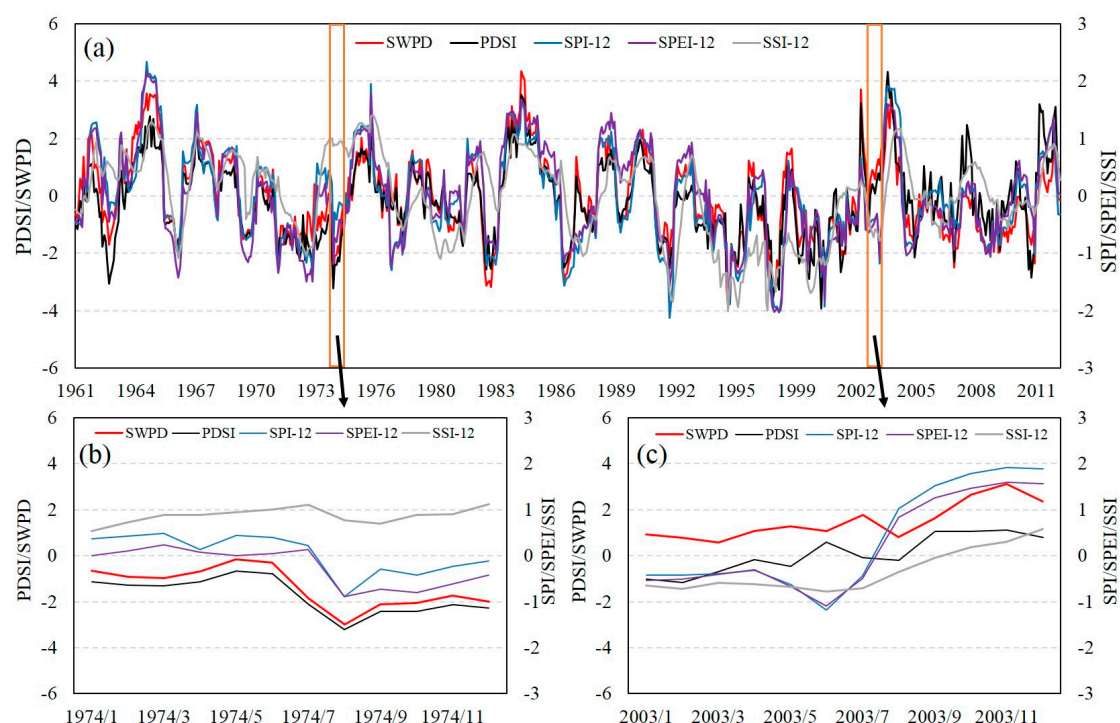 (a)
SWPD PDSI SPI-12 SPEI-12 SSI-12
PDSI/SWPD
6
4
2
0
-2
-4
-6
SPI/SPEI/SSI
3
2
1
0
-1
-2
-3
1961 1964 1967 1970 1973 1976 1980 1983 1986 1989 1992 1995 1999 2002 2005 2008 2011
(b)
SWPD PDSI SPI-12 SPEI-12 SSI-12
PDSI/SWPD
6
4
2
0
-2
-4
-6
SPI/SPEI/SSI
3
2
1
0
-1
-2
-3
1974/1 1974/3 1974/5 1974/7 1974/9 1974/11
(c)
SWPD PDSI SPI-12 SPEI-12 SSI-12
PDSI/SWPD
6
4
2
0
-2
-4
-6
SPI/SPEI/SSI
3
2
1
0
-1
-2
-3
2003/1 2003/3 2003/5 2003/7 2003/9 2003/11